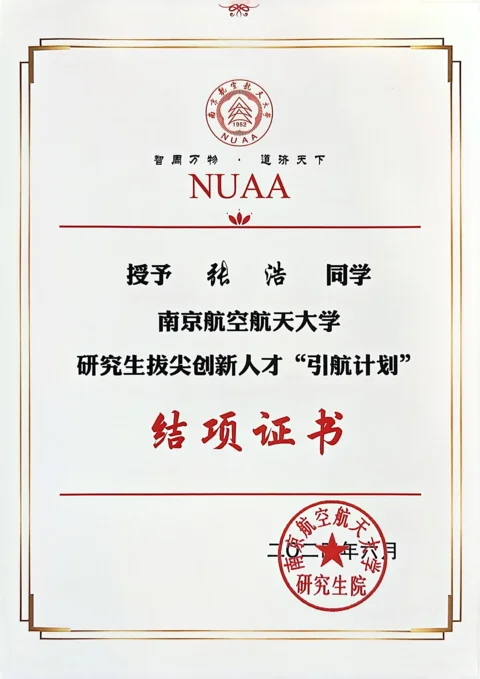 南京航空航天大学
1952
NUAA
智周万物 · 道济天下
NUAA
授予 张 浩 同学
南京航空航天大学
研究生拔尖创新人才“引航计划”
结项证书
二〇二四年六月
南京航空航天大学
研究生院